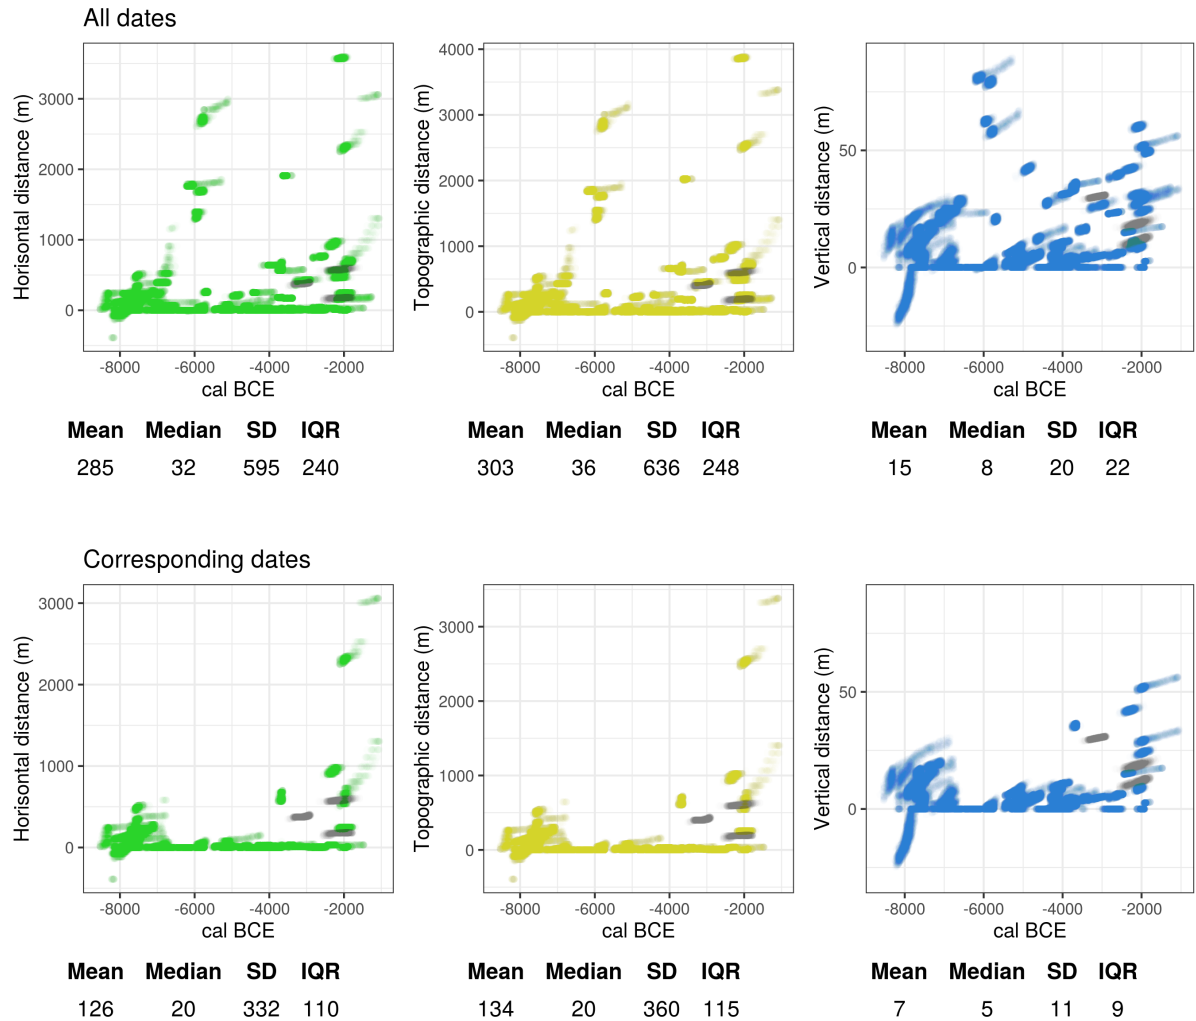 All dates
Horisontal distance (m)
3000
2000
1000
0
-8000 -6000 -4000 -2000
cal BCE
Mean Median SD IQR
285 32 595 240
Topographic distance (m)
4000
3000
2000
1000
0
-8000 -6000 -4000 -2000
cal BCE
Mean Median SD IQR
303 36 636 248
Vertical distance (m)
50
0
-8000 -6000 -4000 -2000
cal BCE
Mean Median SD IQR
15 8 20 22
Corresponding dates
Horisontal distance (m)
3000
2000
1000
0
-8000 -6000 -4000 -2000
cal BCE
Mean Median SD IQR
126 20 332 110
Topographic distance (m)
3000
2000
1000
0
-8000 -6000 -4000 -2000
cal BCE
Mean Median SD IQR
134 20 360 115
Vertical distance (m)
50
0
-8000 -6000 -4000 -2000
cal BCE
Mean Median SD IQR
7 5 11 9